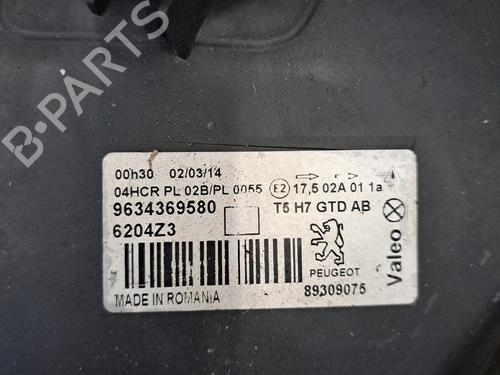 B-PARTS
00h30 02/03/14
04HCR PL 02B/PL 0055 E2 17,5 02A 01 1a A
9634369580 T5 H7 GTD AB
6204Z3
PEUGEOT
MADE IN ROMANIA 89309075
Valeo